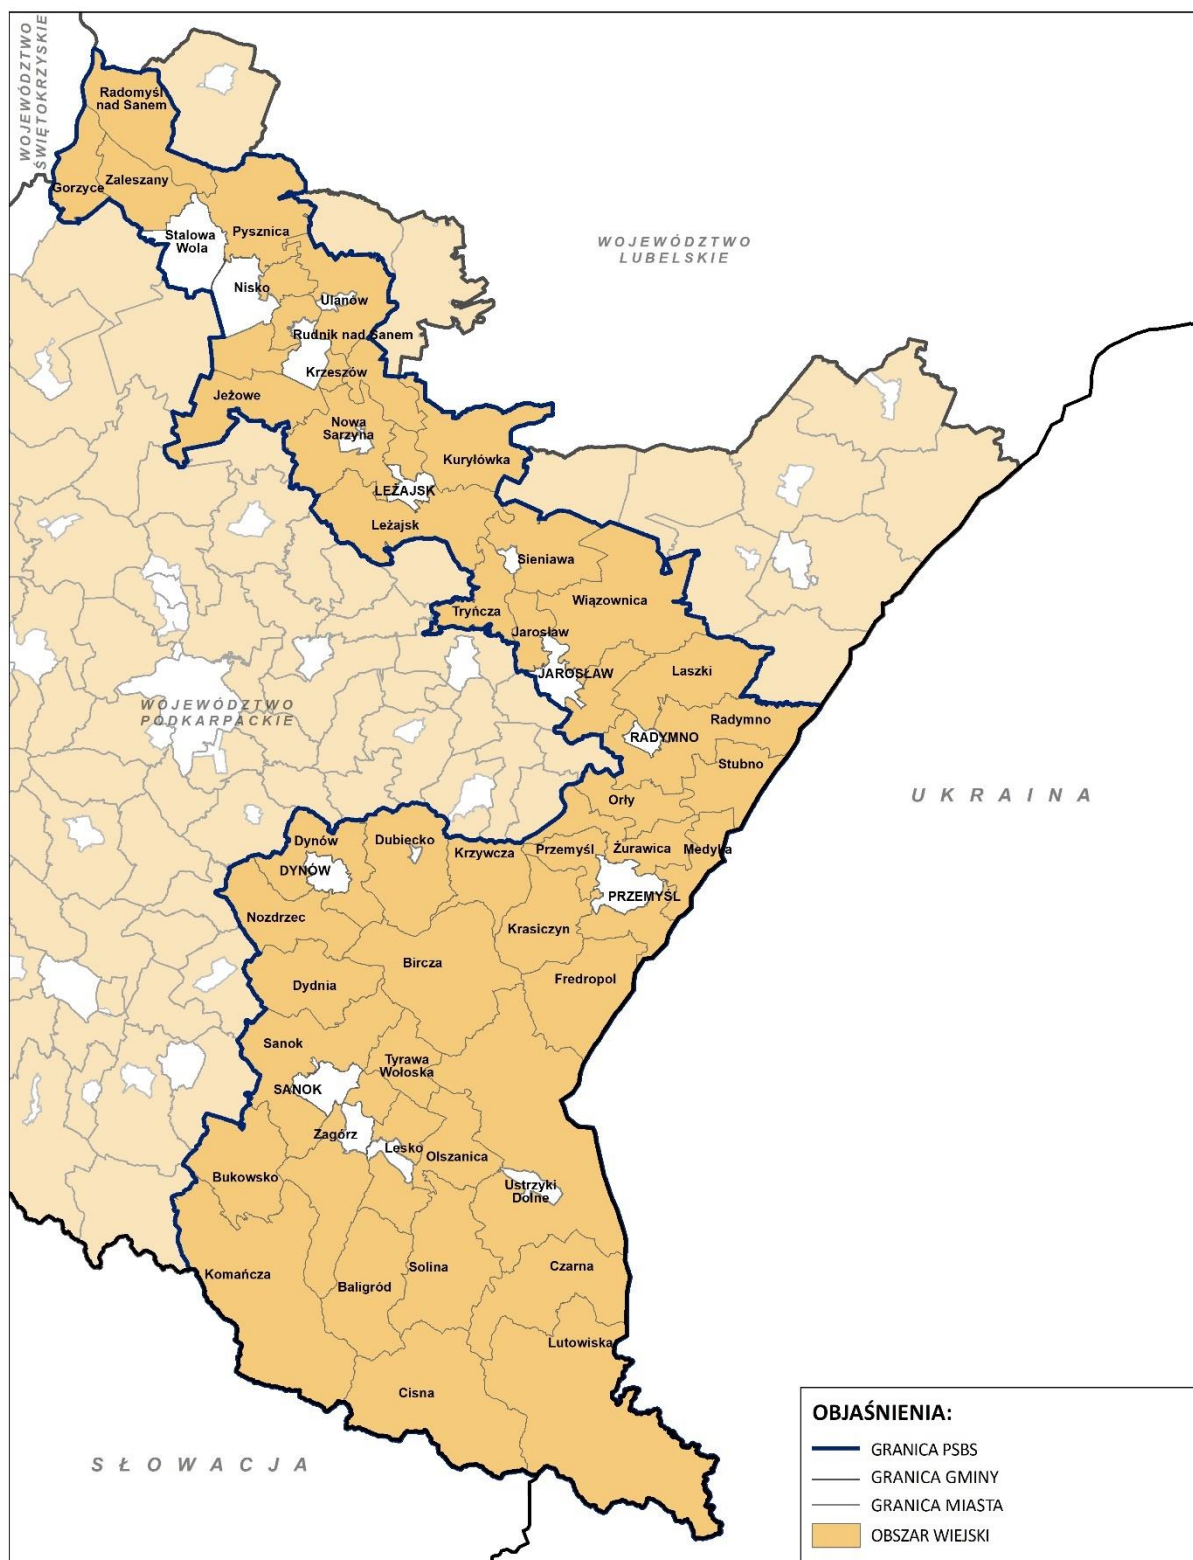 WOJEWÓDZTWO
ŚWIĘTOKRZYSKIE
Radomyśl
nad Sanem
Gorzyce
Zaleszany
Stalowa
Wola
Pysznica
WOJEWÓDZTWO
LUBELSKIE
Nisko
Ulanów
Rudnik nad Sanem
Krzeszów
Jeżowe
Nowa
Sarzyna
Kuryłówka
LEŻAJSK
Leżajsk
Sieniawa
Wiązownica
Tryńcza
Jarosław
JAROSŁAW
Laszki
WOJEWÓDZTWO
PODKARPACKIE
Radymno
RADYMNO
Stubno
UKRAINA
Orły
Dynów
Dubiecko
Krzywcza
Przemyśl
Żurawica
Medyka
DYNÓW
PRZEMYŚL
Nozdrzec
Krasiczyn
Bircza
Fredropol
Dydnia
Sanok
Tyrawa
Wołoska
SANOK
Zagórz
Lesko
Olszanica
Bukowsko
Ustrzyki
Dolne
Komańcza
Solina
Czarna
Baligród
Lutowiska
Cisna
SŁOWACJA
OBJAŚNIENIA:
GRANICA PSBS
GRANICA GMINY
GRANICA MIASTA
OBSZAR WIEJSKI